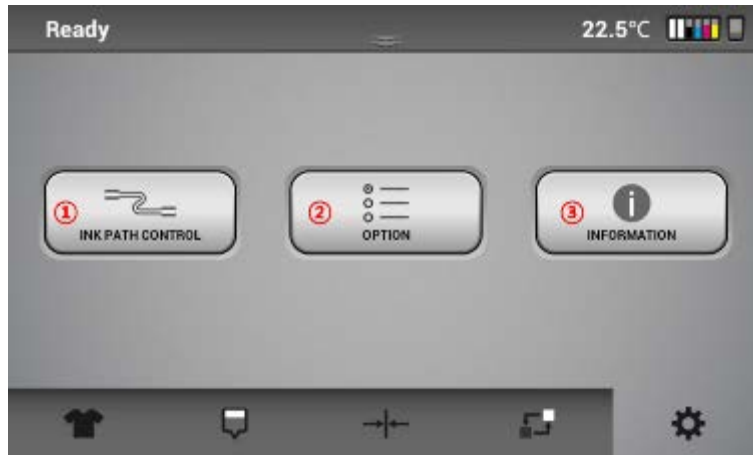 Ready
22.5°C
① INK PATH CONTROL
② OPTION
③ INFORMATION